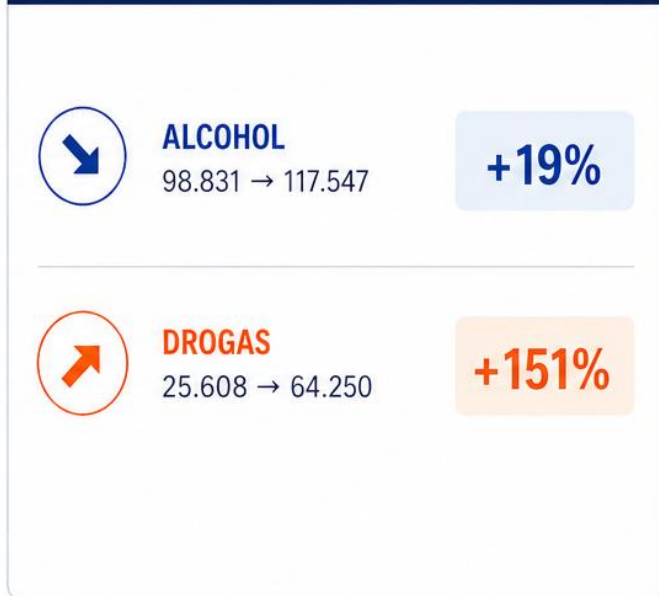 ALCOHOL
98.831 → 117.547
+19%
DROGAS
25.608 → 64.250
+151%